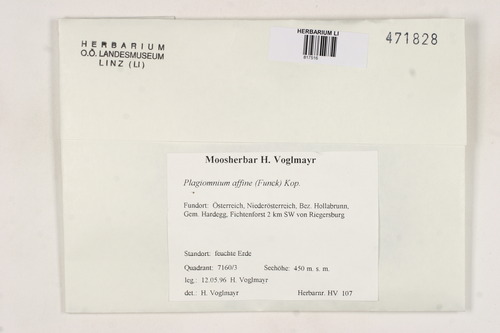 HERBARIUM
O.Ö. LANDESMUSEUM
LINZ (LI)
HERBARIUM LI
817516
471828
Moosherbar H. Voglmayr
Plagiomnium affine (Funck) Kop.
Fundort: Österreich, Niederösterreich, Bez. Hollabrunn,
Gem. Hardegg, Fichtenforst 2 km SW von Riegersburg
Standort: feuchte Erde
Quadrant: 7160/3 Seehöhe: 450 m. s. m.
leg.: 12.05.96 H. Voglmayr
det.: H. Voglmayr Herbarnr. HV 107